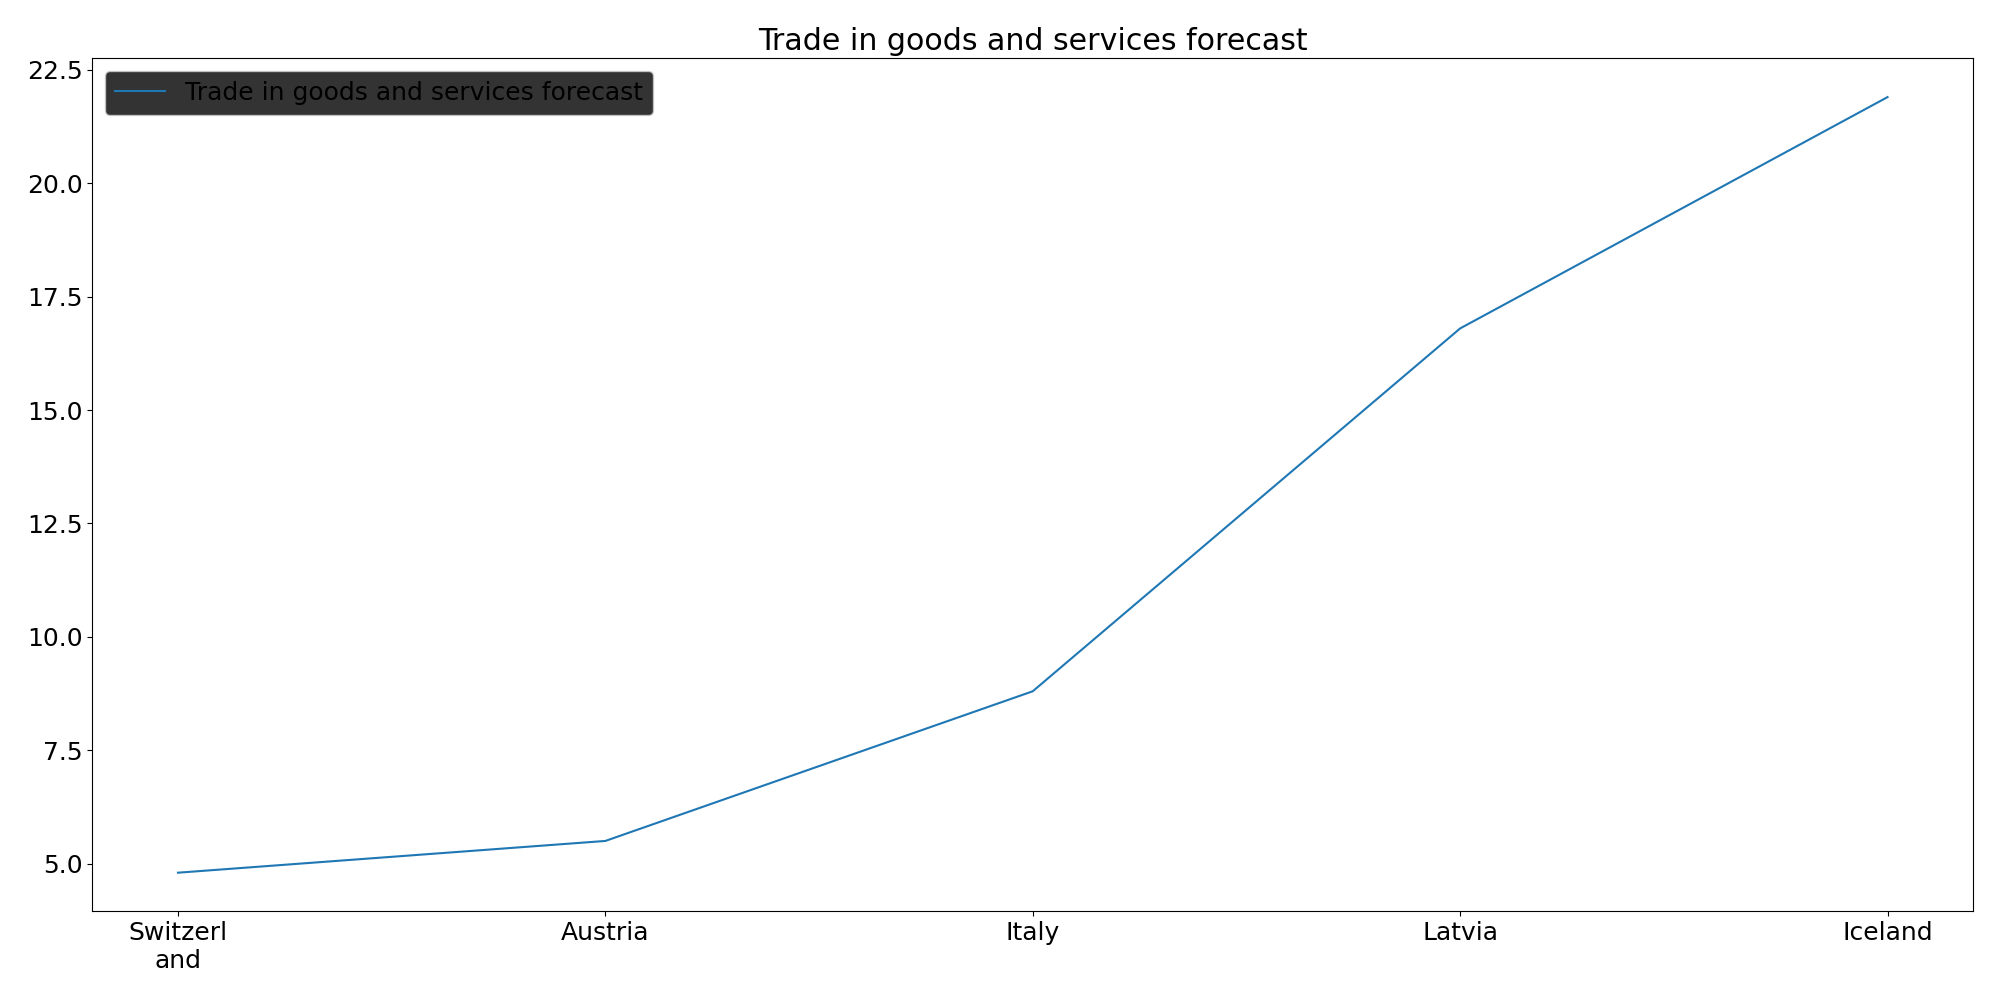 Trade in goods and services forecast
22.5
Trade in goods and services forecast
20.0
17.5
15.0
12.5
10.0
7.5
5.0
Switzerl
and
Austria
Italy
Latvia
Iceland